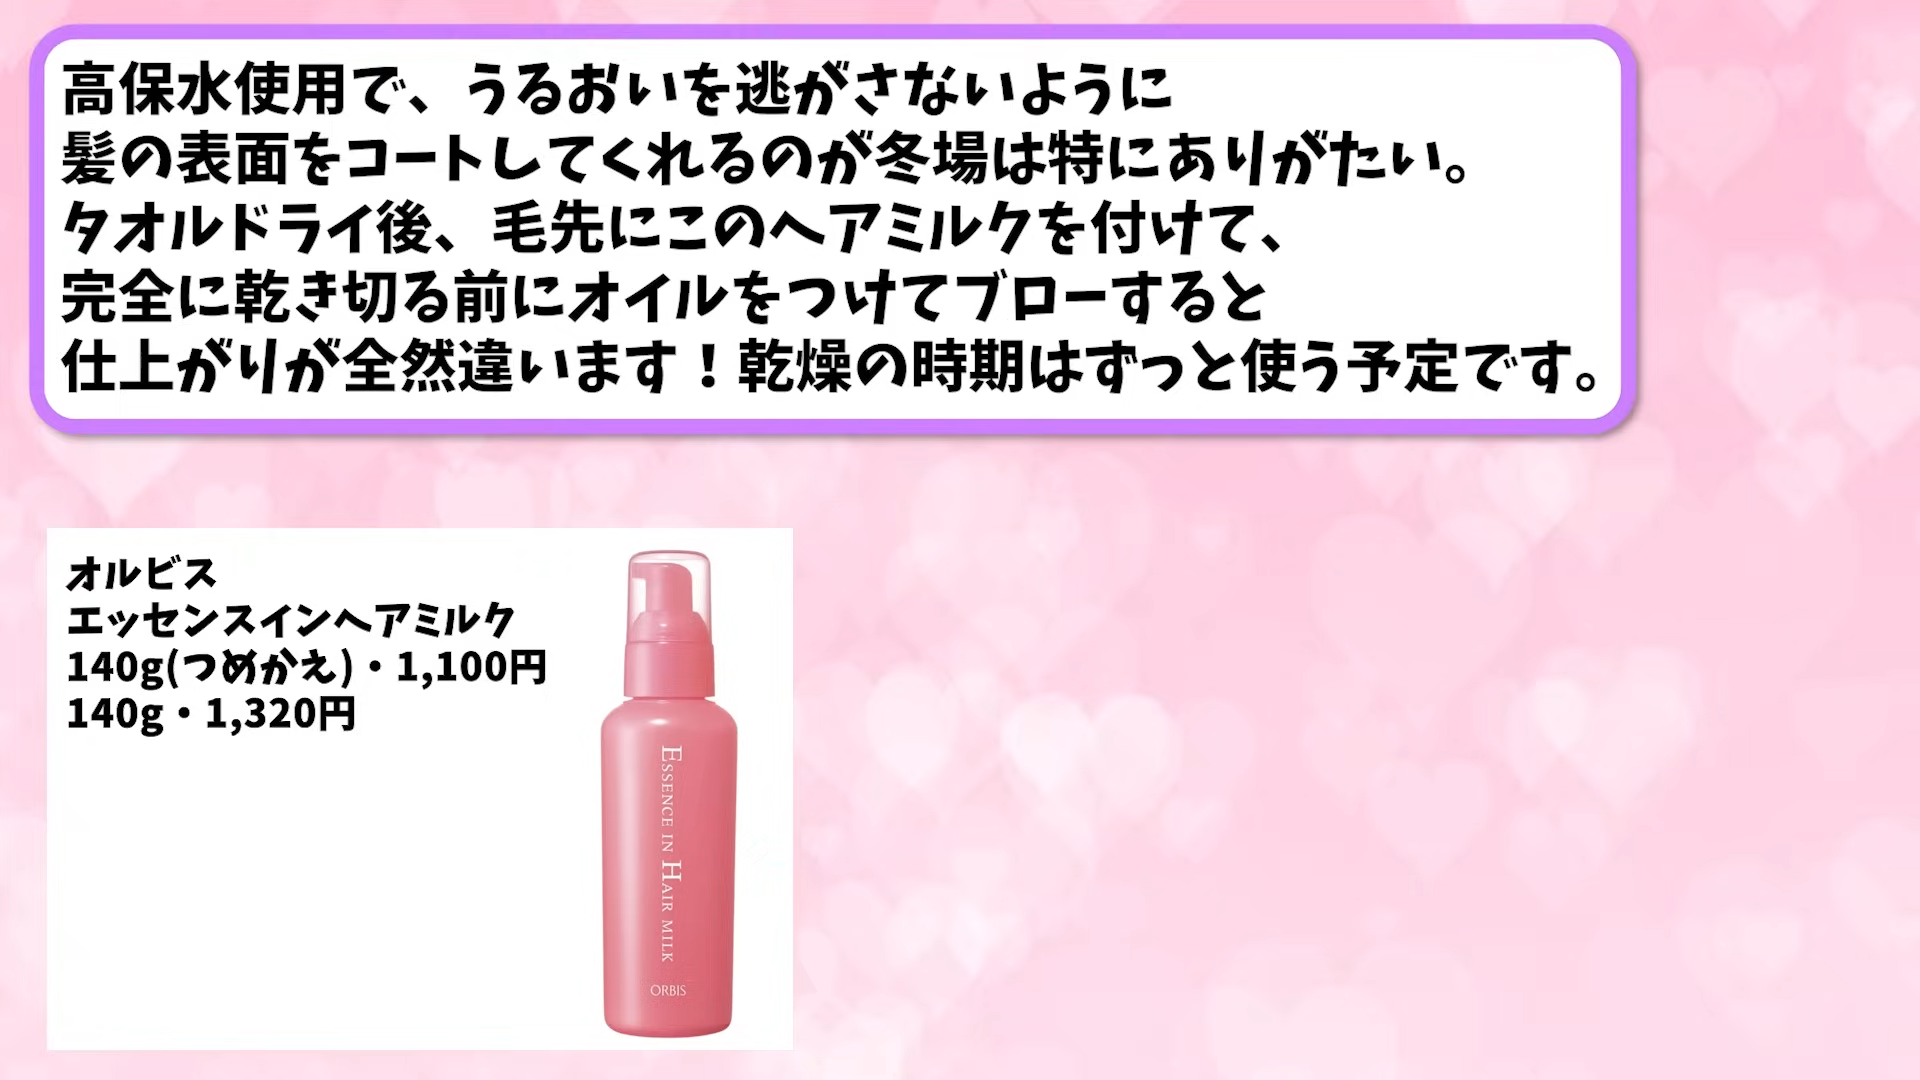 高保水使用で、うるおいを逃がさないように
髪の表面をコートしてくれるのが冬場は特にありがたい。
タオルドライ後、毛先にこのヘアミルクを付けて、
完全に乾き切る前にオイルをつけてブローすると
仕上がりが全然違います！乾燥の時期はずっと使う予定です。
オルビス
エッセンスインヘアミルク
140g(つめかえ)・1,100円
140g・1,320円
ESSENCE IN HAIR MILK
ORBIS